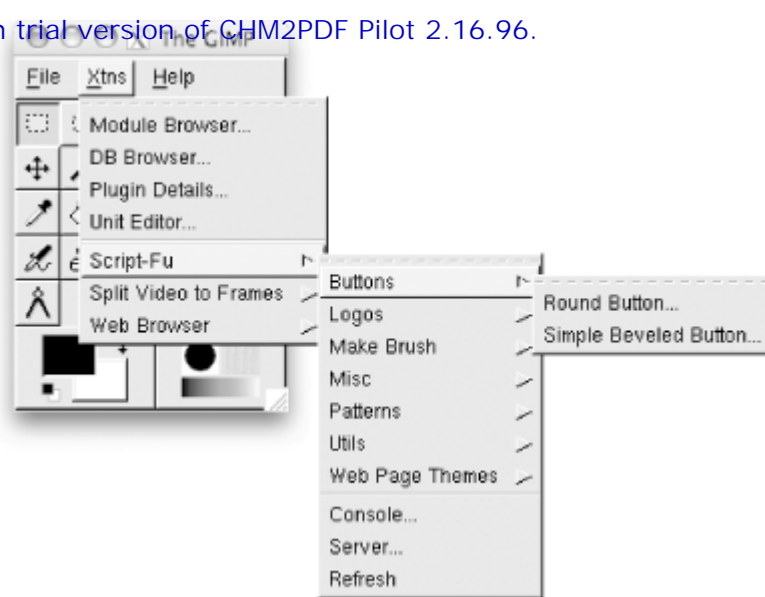 n trial version of CHM2PDF Pilot 2.16.96.
The GIMP
File Xtns Help
Module Browser...
DB Browser...
Plugin Details...
Unit Editor...
Script-Fu
Split Video to Frames
Web Browser
Buttons
Logos
Make Brush
Misc
Patterns
Utils
Web Page Themes
Console...
Server...
Refresh
Round Button...
Simple Beveled Button...